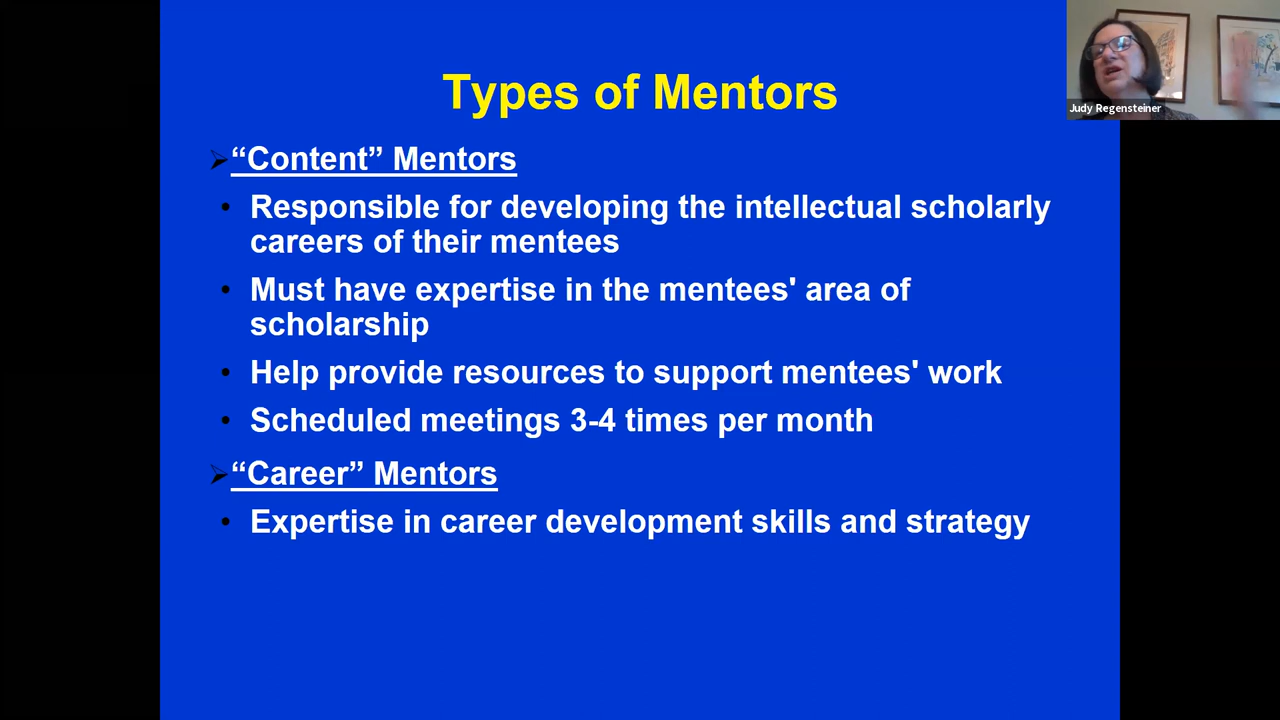 Types of Mentors
Judy Regensteiner
“Content” Mentors
Responsible for developing the intellectual scholarly
careers of their mentees
Must have expertise in the mentees' area of
scholarship
Help provide resources to support mentees' work
Scheduled meetings 3-4 times per month
“Career” Mentors
Expertise in career development skills and strategy